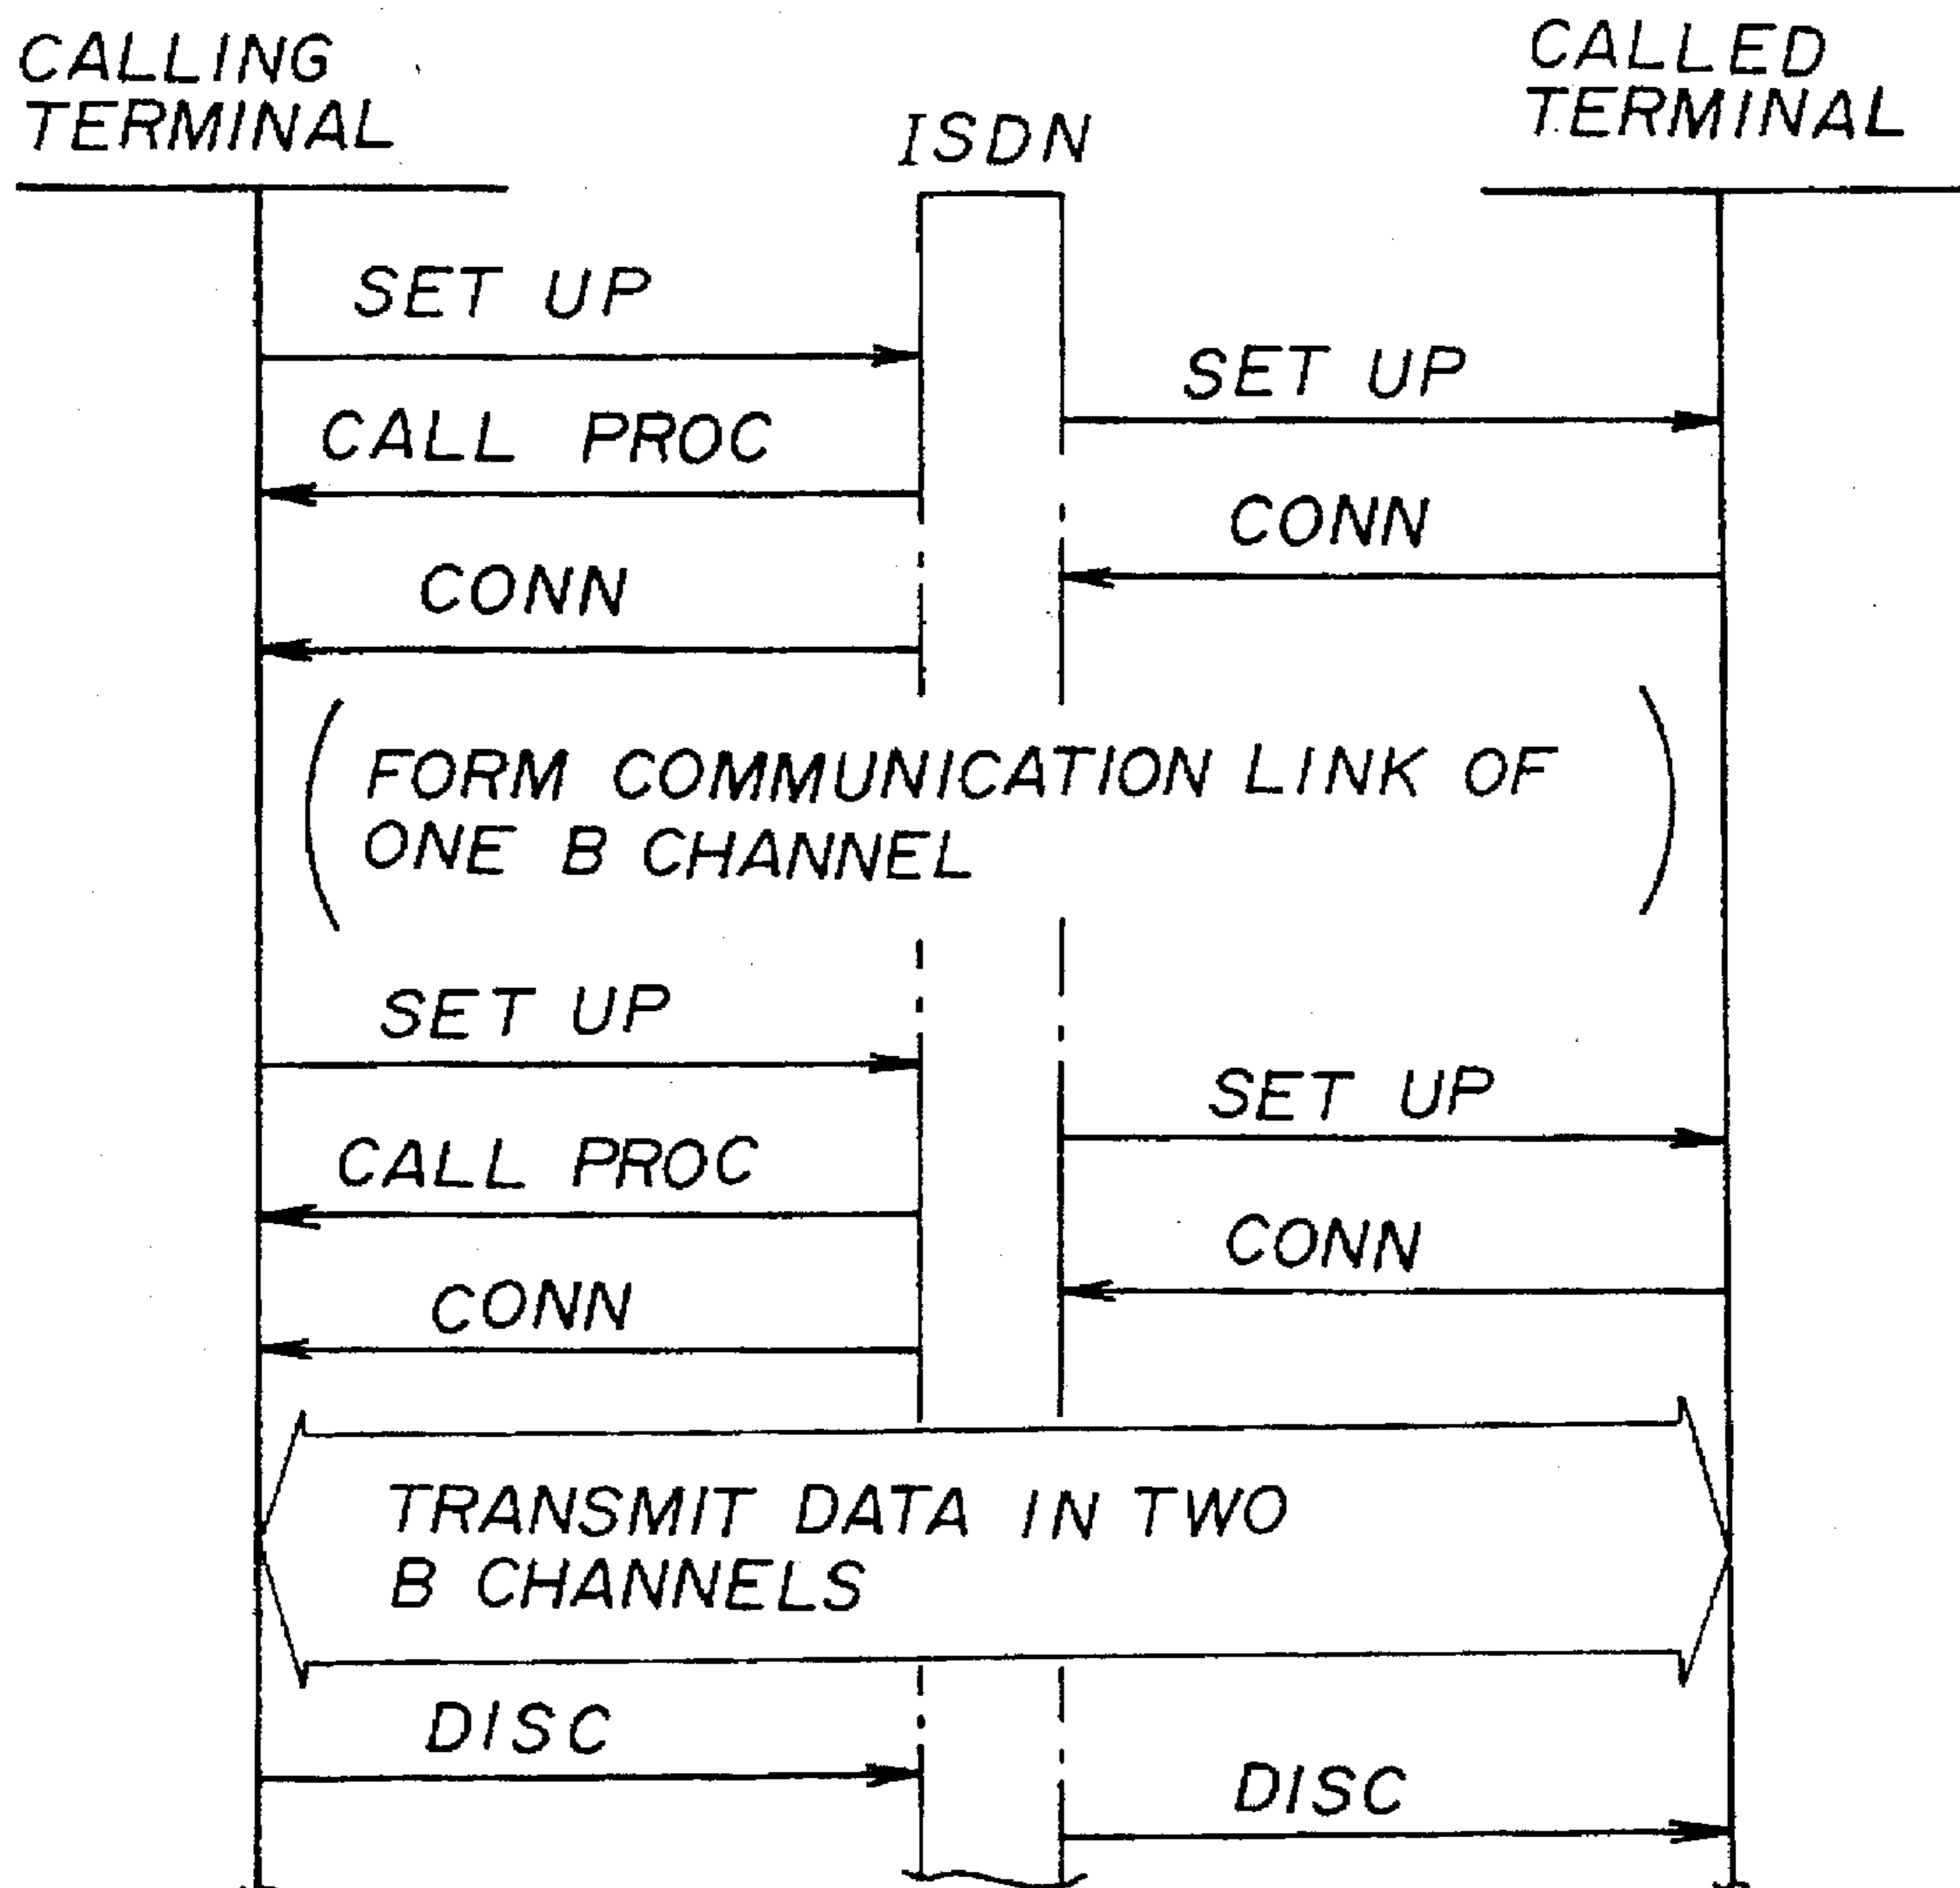 CALLING
TERMINAL
ISDN
CALLED
TERMINAL
SET UP
SET UP
CALL PROC
CONN
CONN
FORM COMMUNICATION LINK OF
ONE B CHANNEL
SET UP
SET UP
CALL PROC
CONN
CONN
TRANSMIT DATA IN TWO
B CHANNELS
DISC
DISC